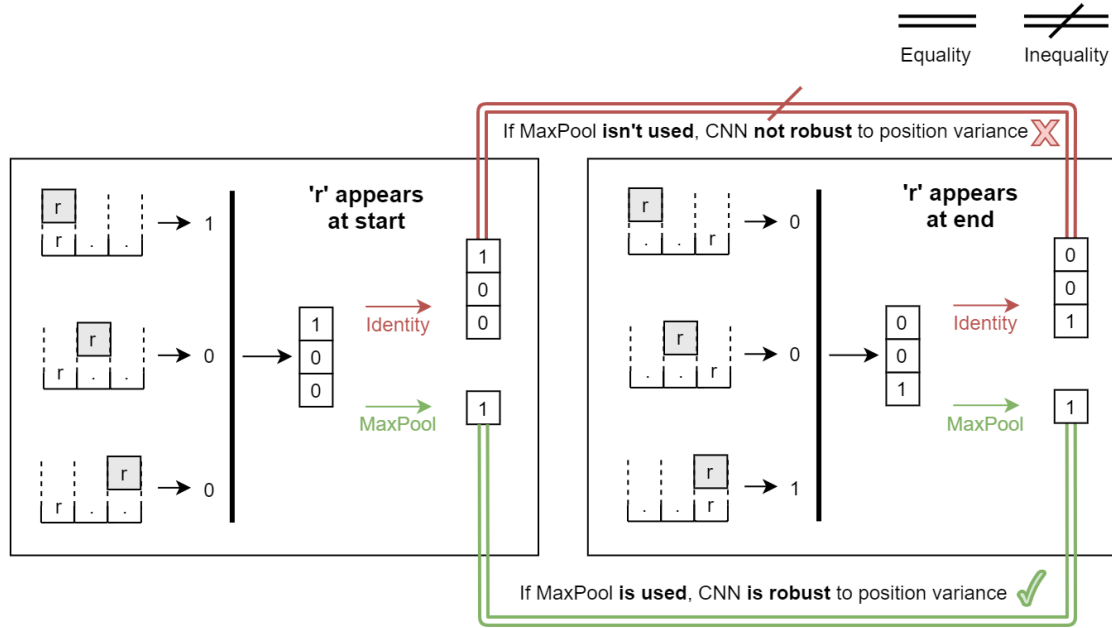 Equality
Inequality
If MaxPool isn't used, CNN not robust to position variance
'r' appears
at start
r
r . .
1
r
r . .
0
r
r . .
0
1
0
0
Identity
MaxPool
1
0
0
1
'r' appears
at end
r
. . r
0
r
. . r
0
r
. . r
1
0
0
1
Identity
MaxPool
0
0
1
1
If MaxPool is used, CNN is robust to position variance